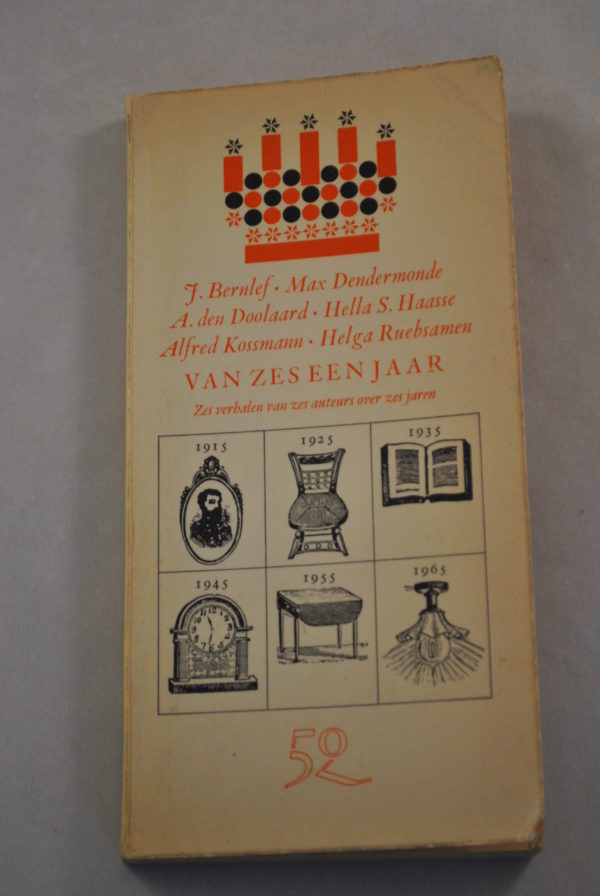 J. Bernlef · Max Dendermonde
A. den Doolaard · Hella S. Haasse
Alfred Kossmann · Helga Ruebsamen
VAN ZES EEN JAAR
Zes verhalen van zes auteurs over zes jaren
1915 1925 1935
1945 1955 1965
50